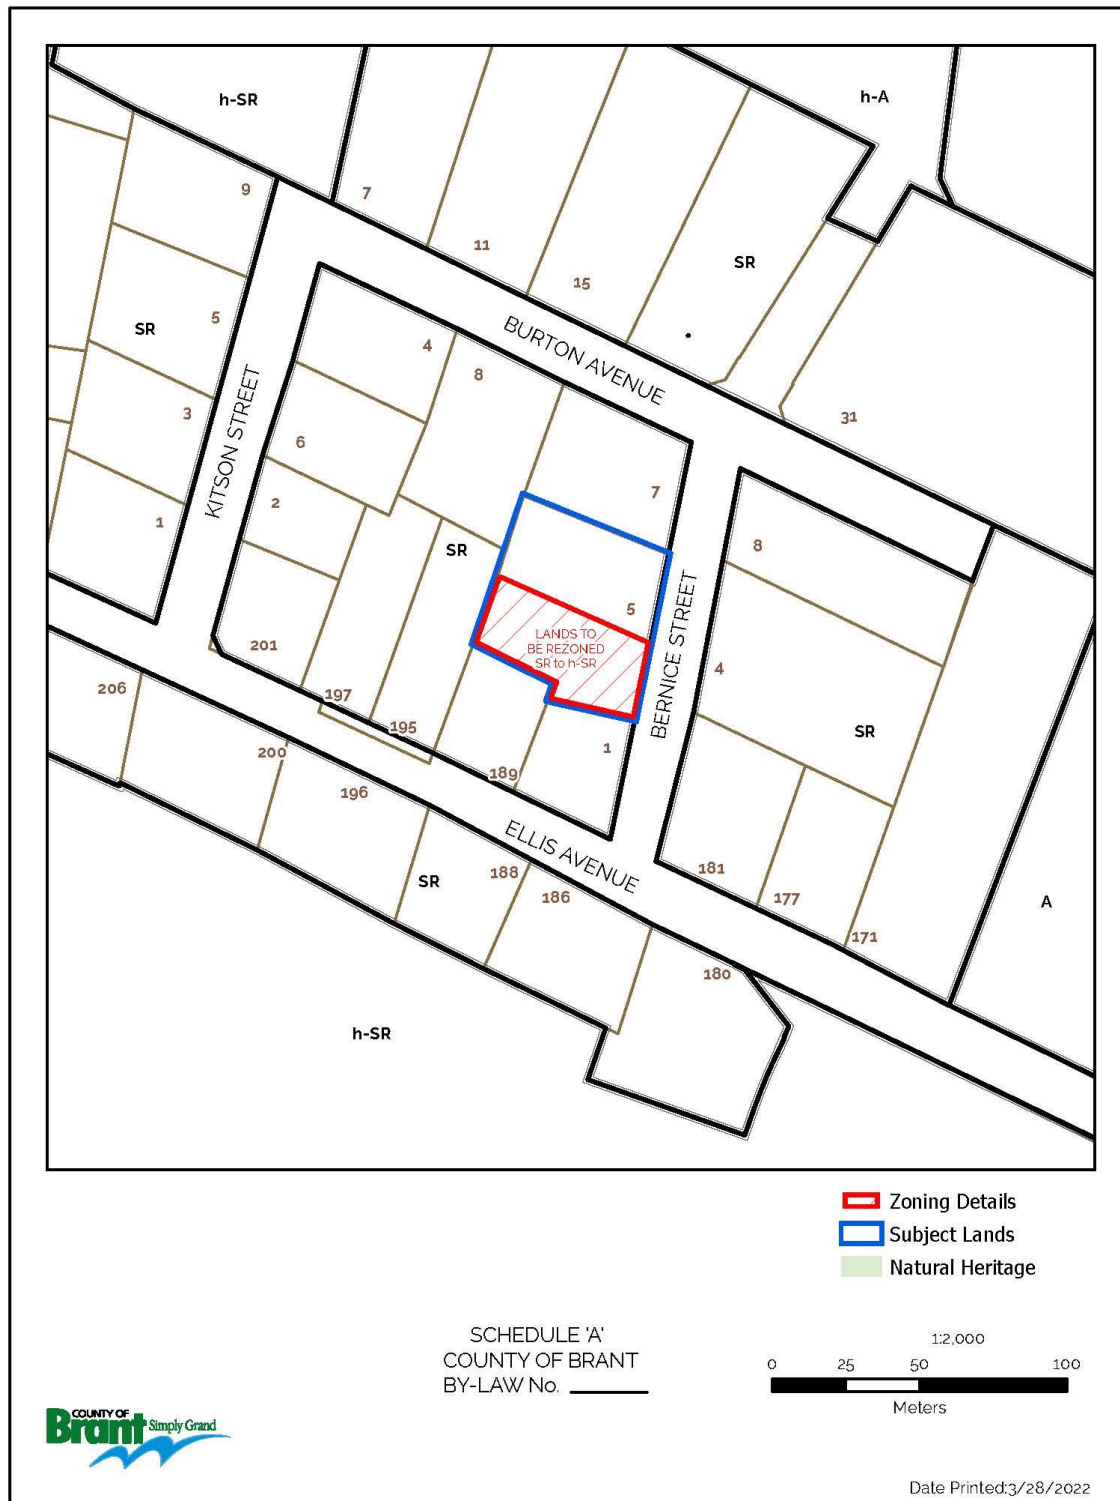 h-SR
h-A
9
7
11
SR
15
5
SR
BURTON AVENUE
4
8
3
31
KITSON STREET
6
7
2
1
SR
8
5
LANDS TO
BE REZONED
SR to h-SR
BERNICE STREET
201
4
206
197
195
SR
1
200
189
196
ELLIS AVENUE
181
188
SR
186
177
A
171
180
h-SR
Zoning Details
Subject Lands
Natural Heritage
SCHEDULE 'A'
COUNTY OF BRANT
BY-LAW No. ________
1:2,000
0 25 50 100
Meters
COUNTY OF
Brant Simply Grand
Date Printed:3/28/2022